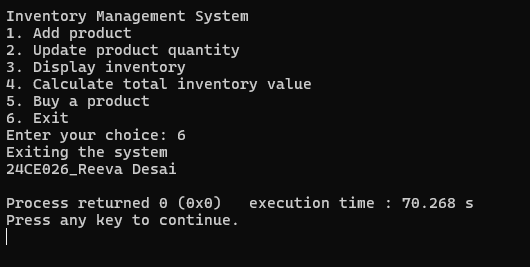 Inventory Management System
1. Add product
2. Update product quantity
3. Display inventory
4. Calculate total inventory value
5. Buy a product
6. Exit
Enter your choice: 6
Exiting the system
24CE026_Reeva Desai
Process returned 0 (0x0)   execution time : 70.268 s
Press any key to continue.